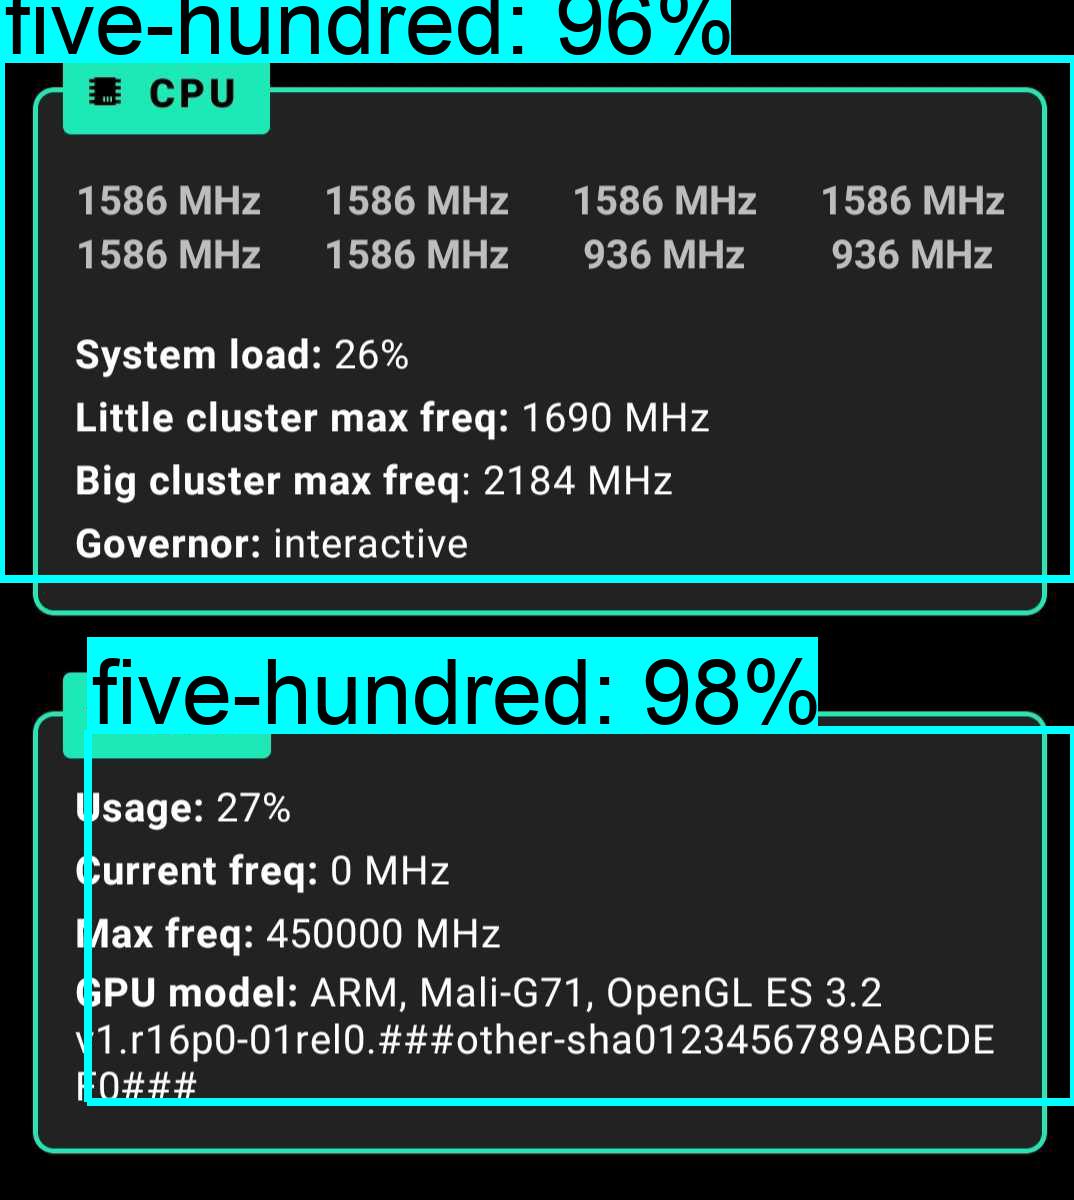 five-hundred: 96%
CPU
1586 MHz 1586 MHz 1586 MHz 1586 MHz
1586 MHz 1586 MHz 936 MHz 936 MHz
System load: 26%
Little cluster max freq: 1690 MHz
Big cluster max freq: 2184 MHz
Governor: interactive
five-hundred: 98%
Usage: 27%
Current freq: 0 MHz
Max freq: 450000 MHz
GPU model: ARM, Mali-G71, OpenGL ES 3.2
v1.r16p0-01rel0.###other-sha0123456789ABCDE
F0###